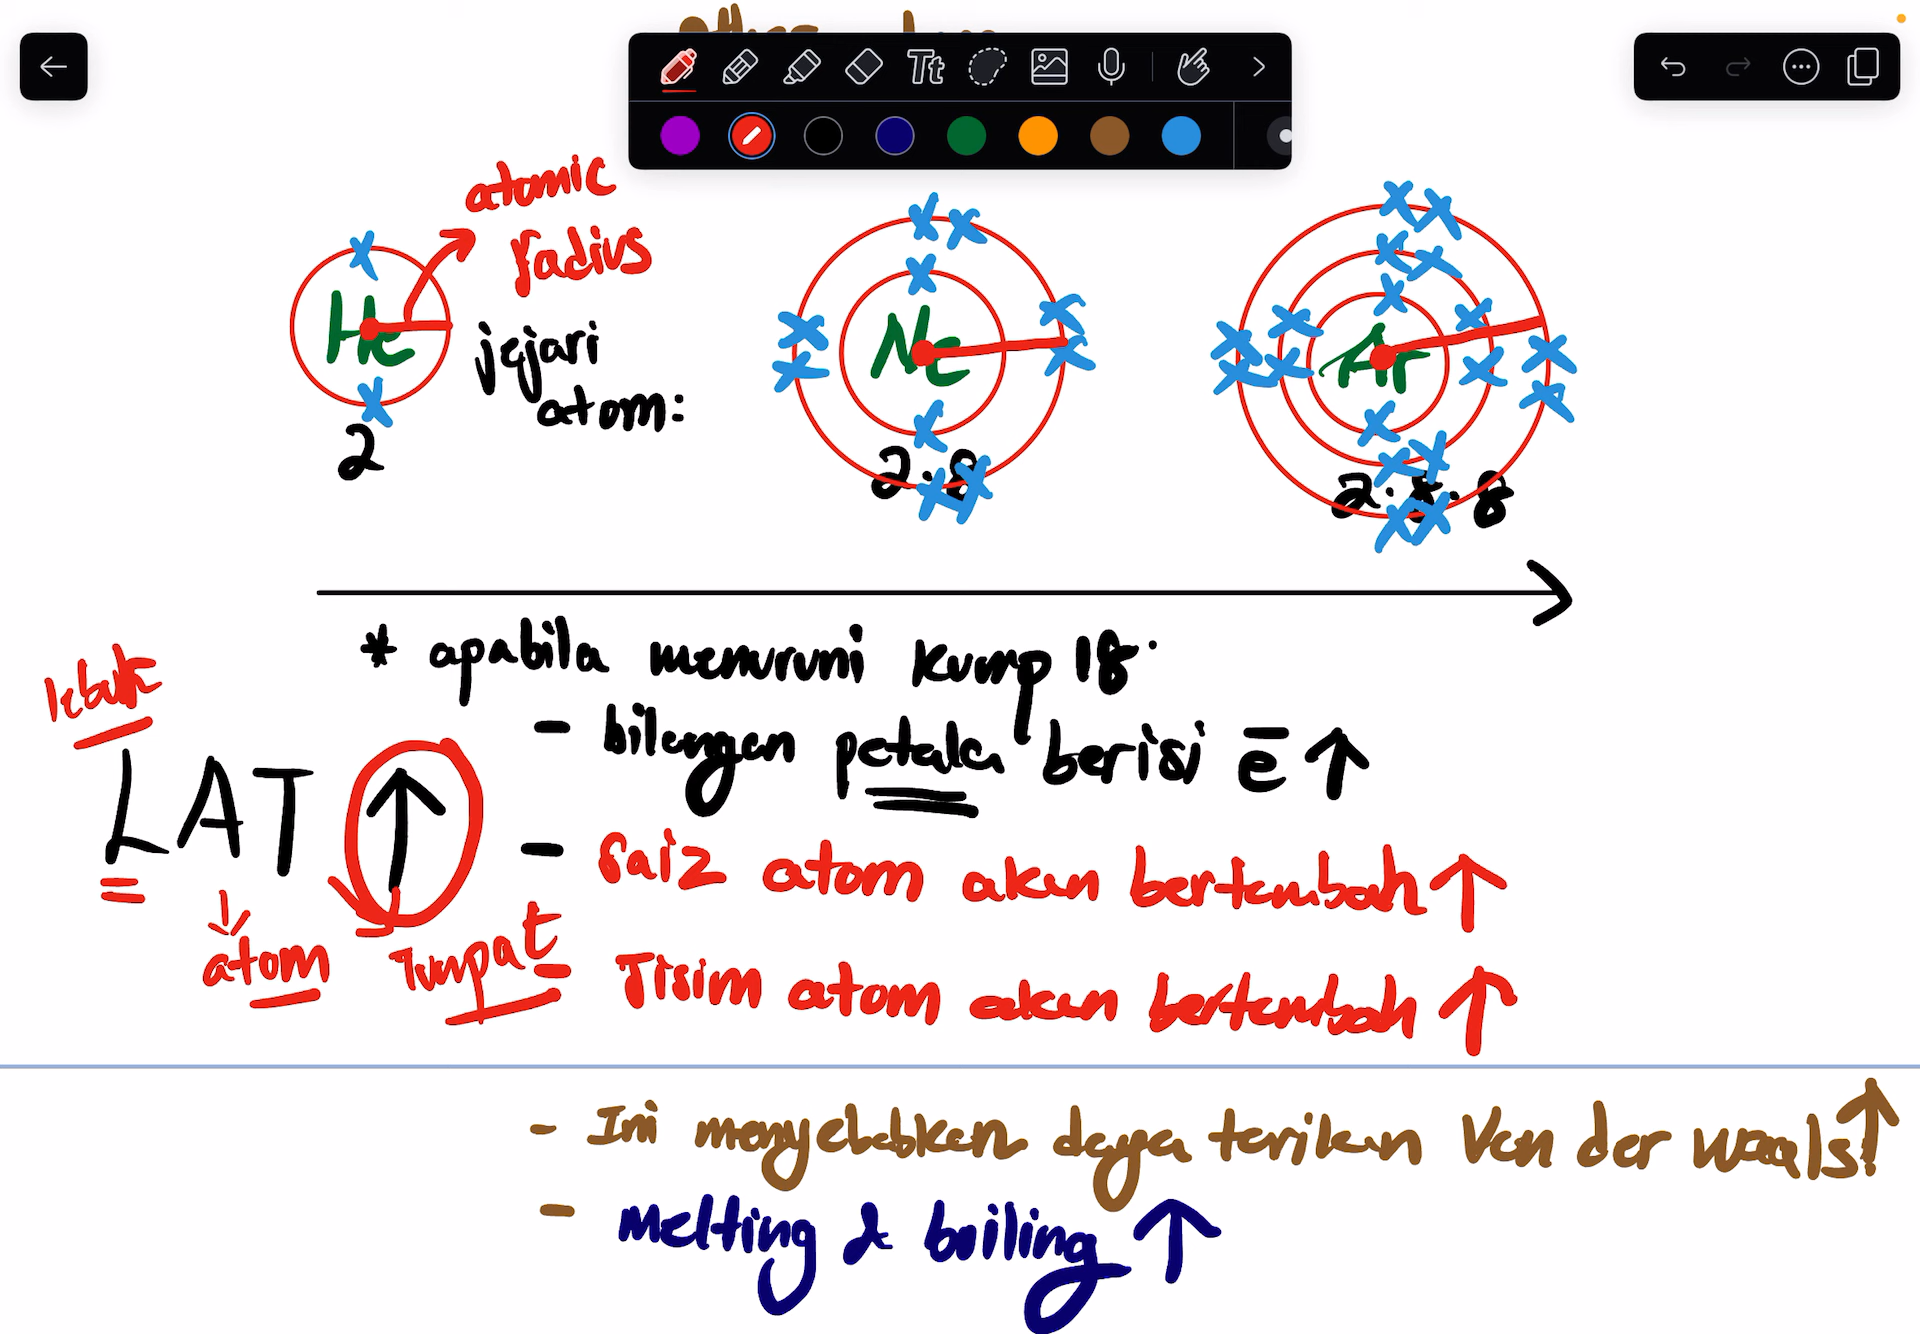 Tt
atomic
radius
He
jejari
atom:
2
Ne
2.8
Ar
2.8.8
* apabila menuruni kump 18.
- bilangan petala berisi ē ↑
LAT ↑
atom
- saiz atom akan bertambah ↑
- Jisim atom akan bertambah ↑
- Ini menyebabkan daya tarikan Van der waals ↑
- melting & boiling ↑